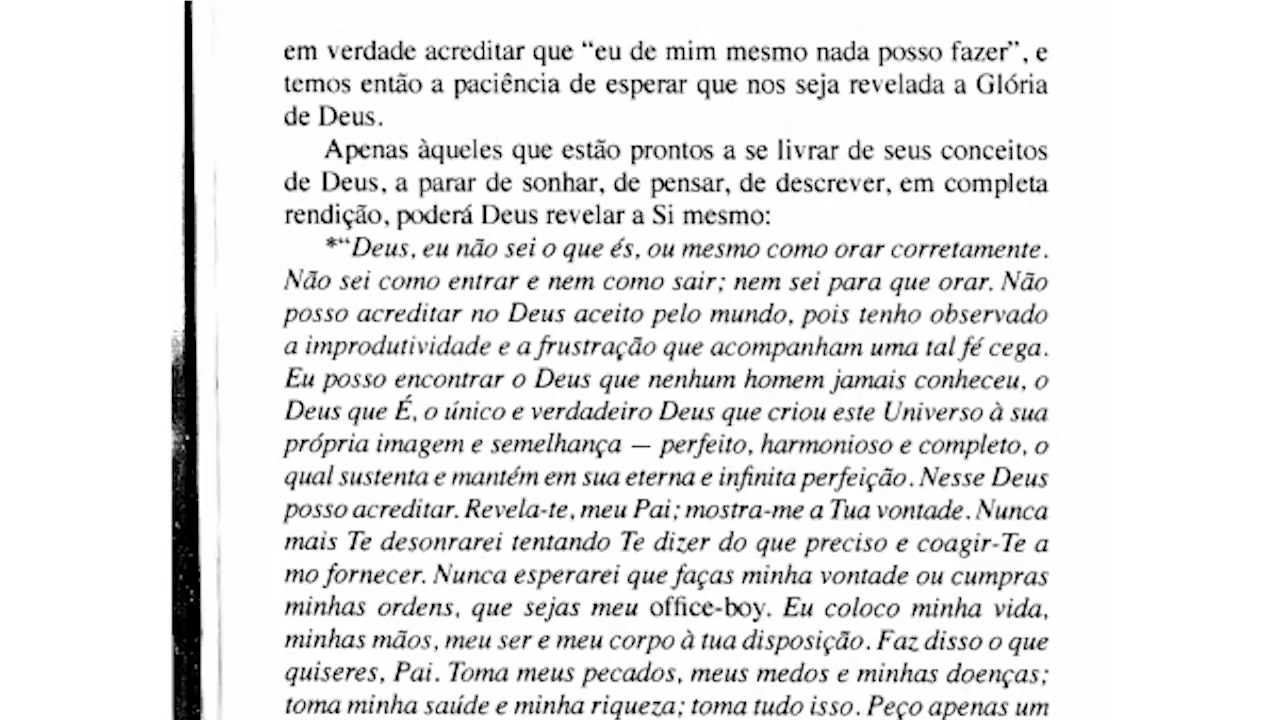 em verdade acreditar que “eu de mim mesmo nada posso fazer”, e
temos então a paciência de esperar que nos seja revelada a Glória
de Deus.
Apenas àqueles que estão prontos a se livrar de seus conceitos
de Deus, a parar de sonhar, de pensar, de descrever, em completa
rendição, poderá Deus revelar a Si mesmo:
*“Deus, eu não sei o que és, ou mesmo como orar corretamente.
Não sei como entrar e nem como sair; nem sei para que orar. Não
posso acreditar no Deus aceito pelo mundo, pois tenho observado
a improdutividade e a frustração que acompanham uma tal fé cega.
Eu posso encontrar o Deus que nenhum homem jamais conheceu, o
Deus que É, o único e verdadeiro Deus que criou este Universo à sua
própria imagem e semelhança — perfeito, harmonioso e completo, o
qual sustenta e mantém em sua eterna e infinita perfeição. Nesse Deus
posso acreditar. Revela-te, meu Pai; mostra-me a Tua vontade. Nunca
mais Te desonrarei tentando Te dizer do que preciso e coagir-Te a
mo fornecer. Nunca esperarei que faças minha vontade ou cumpras
minhas ordens, que sejas meu office-boy. Eu coloco minha vida,
minhas mãos, meu ser e meu corpo à tua disposição. Faz disso o que
quiseres, Pai. Toma meus pecados, meus medos e minhas doenças;
toma minha saúde e minha riqueza; toma tudo isso. Peço apenas um